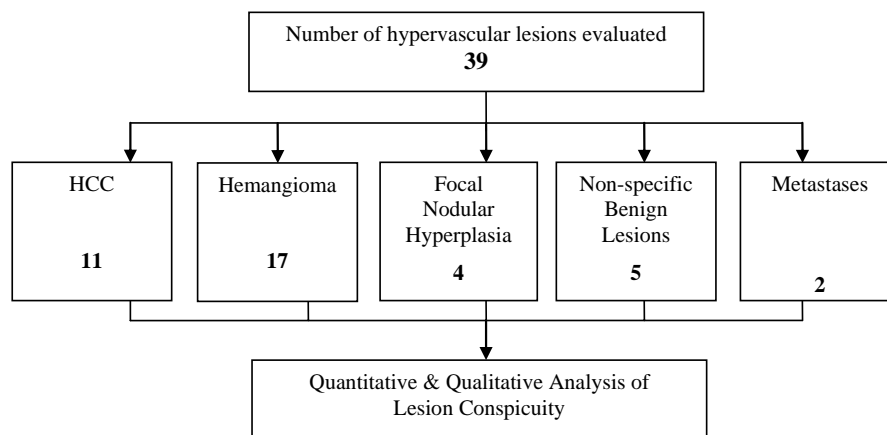 Number of hypervascular lesions evaluated
39
HCC
11
Hemangioma
17
Focal
Nodular
Hyperplasia
4
Non-specific
Benign
Lesions
5
Metastases
2
Quantitative & Qualitative Analysis of
Lesion Conspicuity